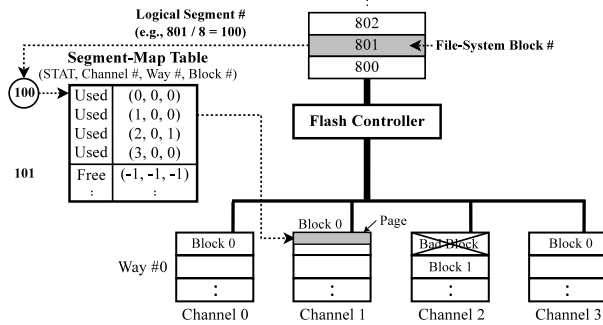 :
Logical Segment #
(e.g., 801 / 8 = 100)
802
801
800
File-System Block #
Segment-Map Table
(STAT, Channel #, Way #, Block #)
100
Used (0, 0, 0)
Used (1, 0, 0)
Used (2, 0, 1)
Used (3, 0, 0)
101
Free (-1, -1, -1)
: :
Flash Controller
Block 0
Page
Way #0
Block 0
Bad Block
Block 0
Block 1
: : : :
Channel 0 Channel 1 Channel 2 Channel 3